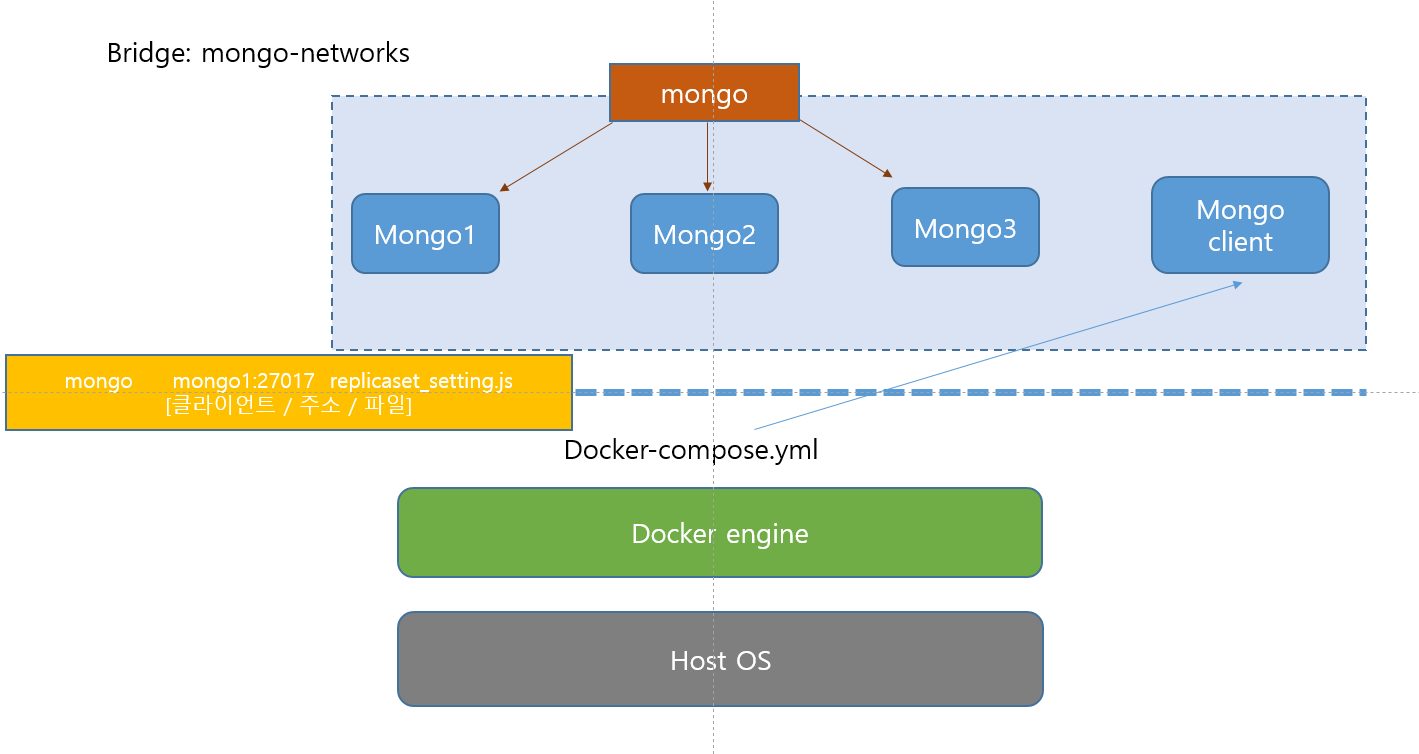 Bridge: mongo-networks
mongo
Mongo1
Mongo2
Mongo3
Mongo
client
mongo mongo1:27017 replicaset_setting.js
[클라이언트 / 주소 / 파일]
Docker-compose.yml
Docker engine
Host OS